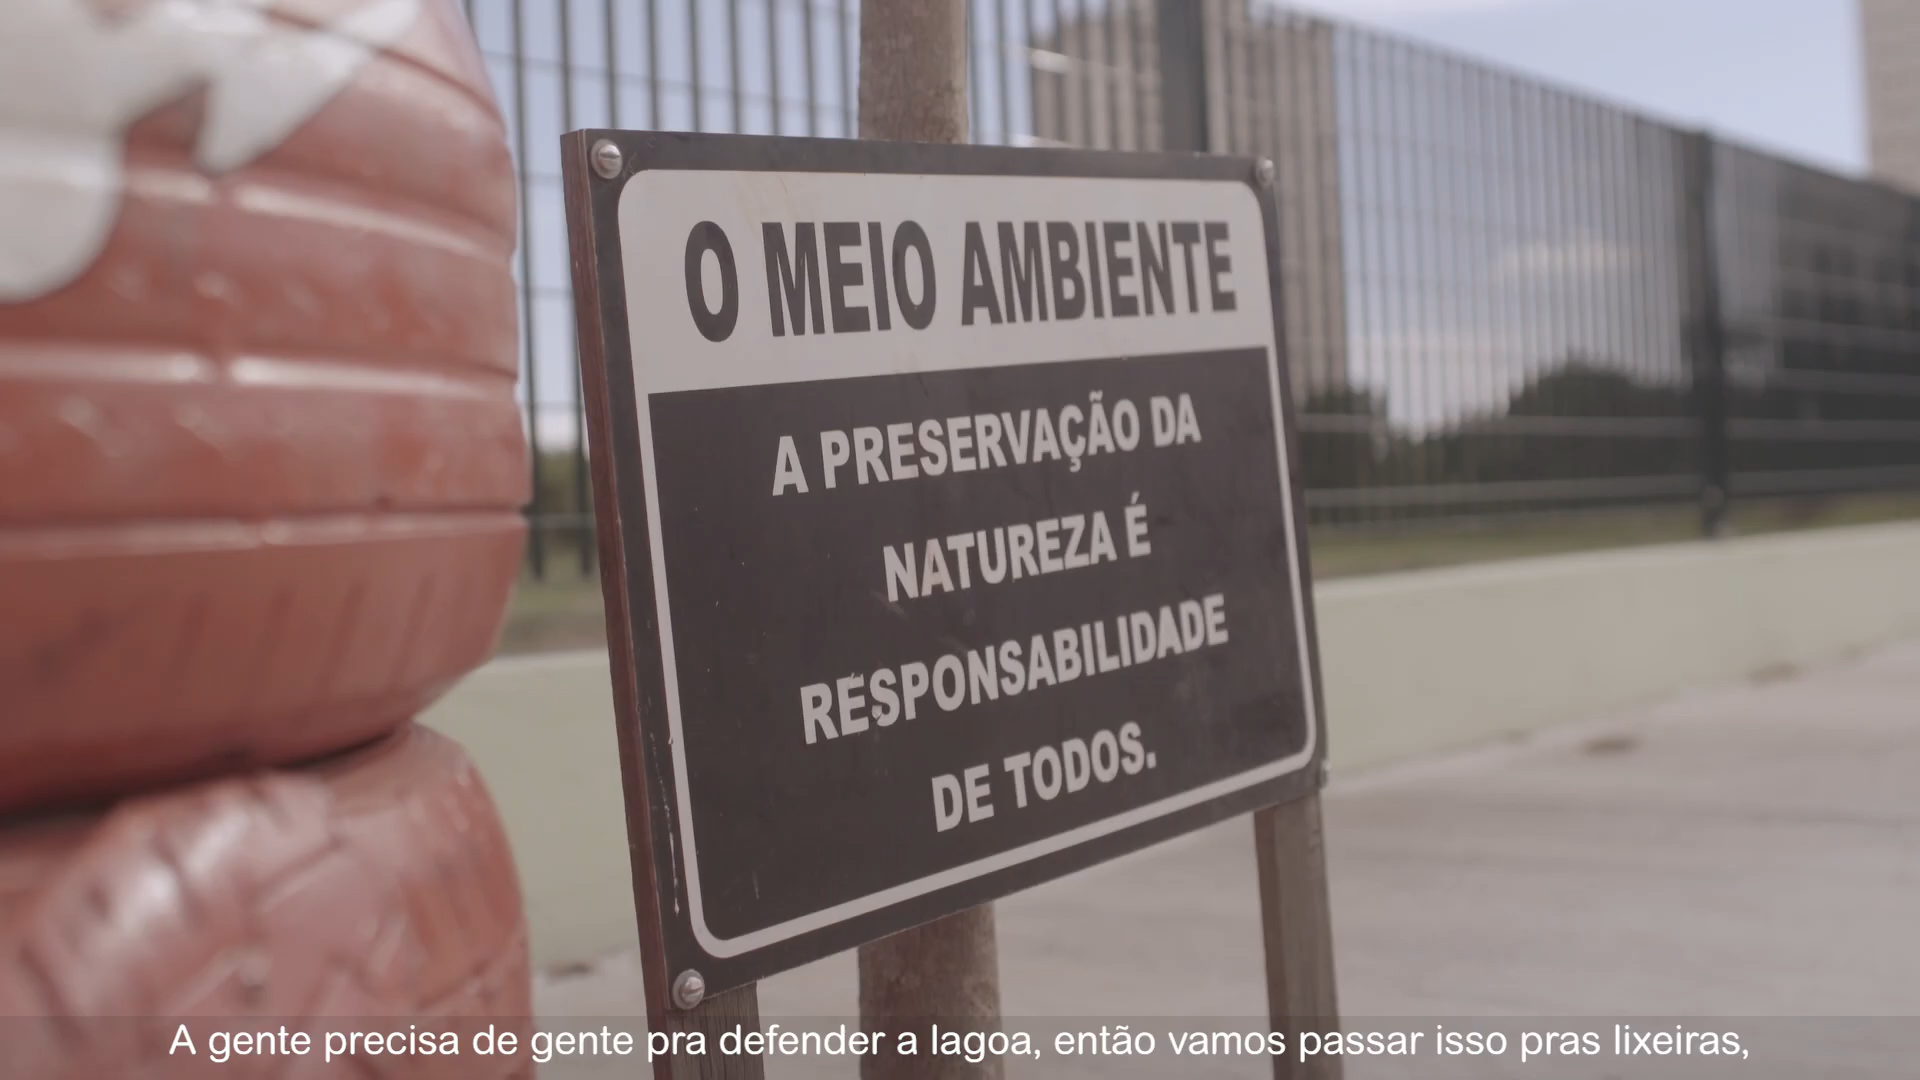 O MEIO AMBIENTE
A PRESERVAÇÃO DA
NATUREZA É
RESPONSABILIDADE
DE TODOS.
A gente precisa de gente pra defender a lagoa, então vamos passar isso pras lixeiras,